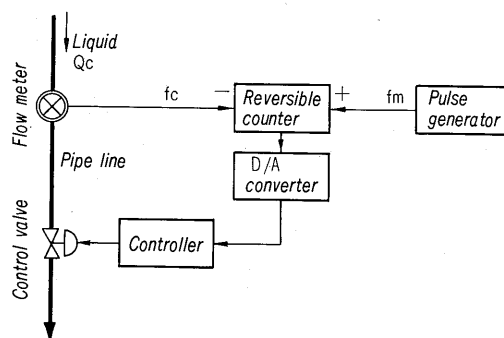 Liquid
Qc
Flow meter
fc
−
Reversible
counter
+
fm
Pulse
generator
Pipe line
D/A
converter
Control valve
Controller